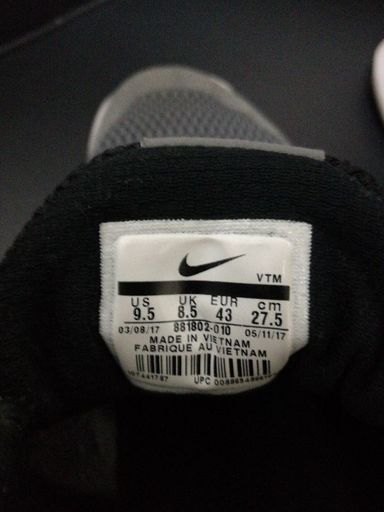 VTM
US UK EUR cm
9.5 8.5 43 27.5
03/08/17 881802-010 05/11/17
MADE IN VIETNAM
FABRIQUE AU VIETNAM
UPC